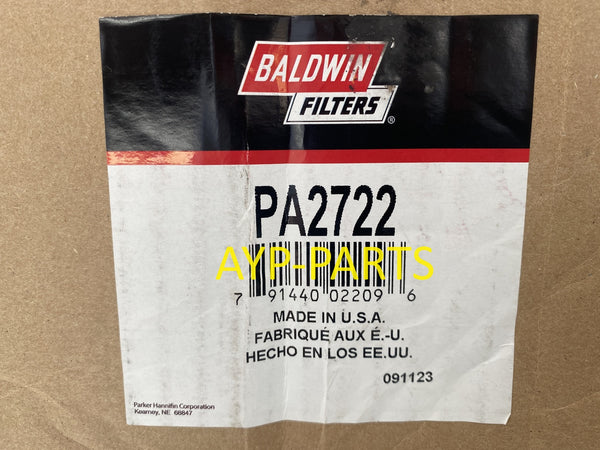 BALDWIN
FILTERS®
PA2722
AYP-PARTS
7 91440 02209 6
MADE IN U.S.A.
FABRIQUÉ AUX É.-U.
HECHO EN LOS EE.UU.
091123
Parker Hannifin Corporation
Kearney, NE 68847